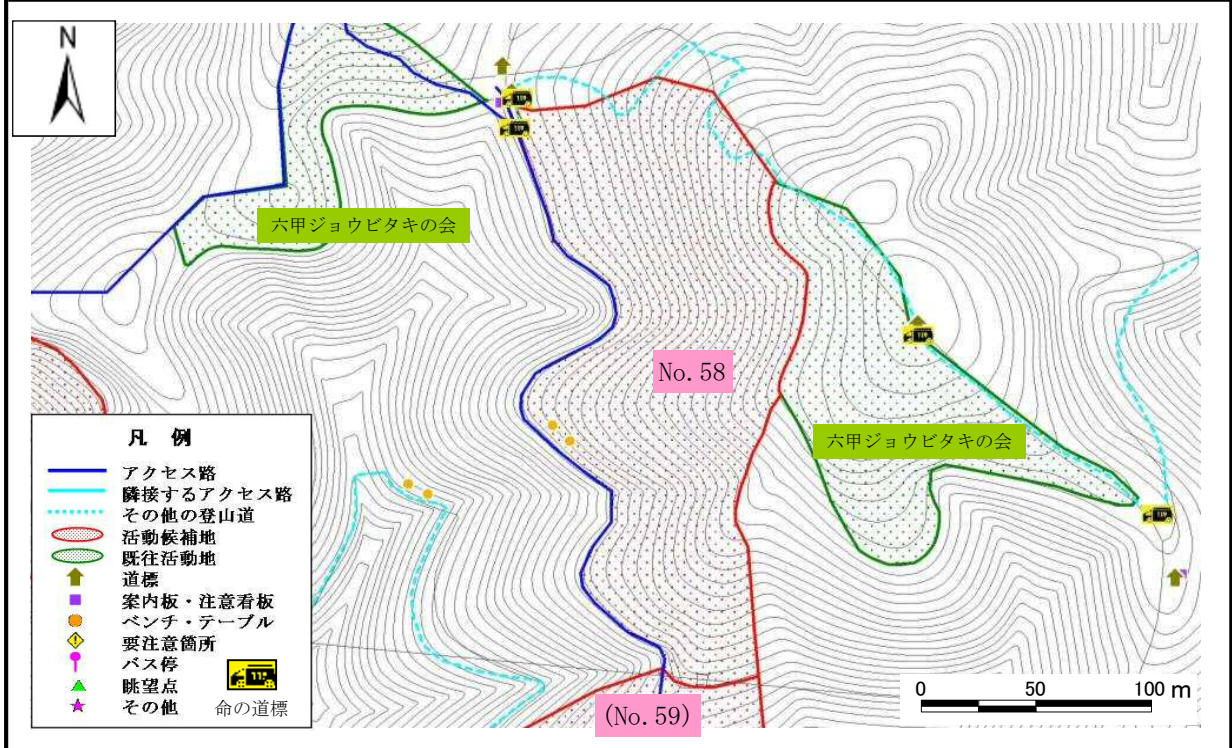 N
六甲ジョウビタキの会
No. 58
六甲ジョウビタキの会
凡 例
アクセス路
隣接するアクセス路
その他の登山道
活動候補地
既往活動地
道標
案内板・注意看板
ベンチ・テーブル
要注意箇所
バス停
眺望点
その他 命の道標
(No. 59)
0 50 100 m